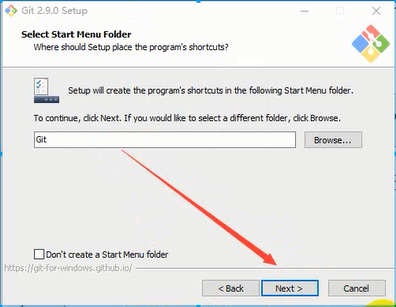 Git 2.9.0 Setup
Select Start Menu Folder
Where should Setup place the program's shortcuts?
Setup will create the program's shortcuts in the following Start Menu folder.
To continue, click Next. If you would like to select a different folder, click Browse.
Git
Browse...
Don't create a Start Menu folder
https://git-for-windows.github.io/
< Back
Next >
Cancel